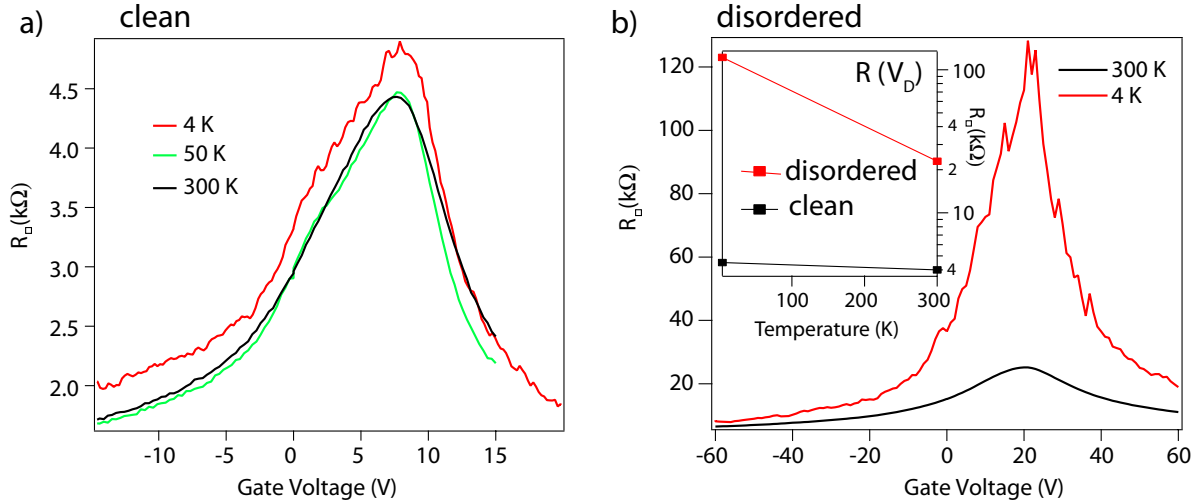 a)
clean
4.5
4.0
3.5
3.0
2.5
2.0
R□(kΩ)
4 K
50 K
300 K
-10
-5
0
5
10
15
Gate Voltage (V)
b)
disordered
120
100
80
60
40
20
R□(kΩ)
300 K
4 K
R (V_D)
disordered
clean
100
4
2
10
4
R□(kΩ)
100
200
300
Temperature (K)
-60
-40
-20
0
20
40
60
Gate Voltage (V)